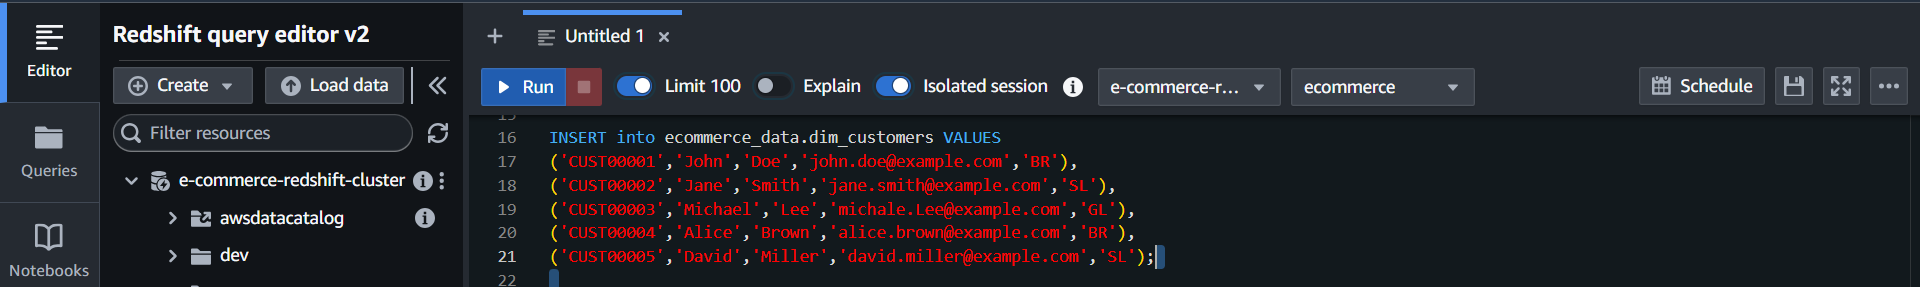 Editor
Queries
Notebooks
Redshift query editor v2
Create
Load data
Filter resources
e-commerce-redshift-cluster
awsdatacatalog
dev
Untitled 1
Run
Limit 100
Explain
Isolated session
e-commerce-r...
ecommerce
Schedule
15
16 INSERT into ecommerce_data.dim_customers VALUES
17 ('CUST00001','John','Doe','john.doe@example.com','BR'),
18 ('CUST00002','Jane','Smith','jane.smith@example.com','SL'),
19 ('CUST00003','Michael','Lee','michale.Lee@example.com','GL'),
20 ('CUST00004','Alice','Brown','alice.brown@example.com','BR'),
21 ('CUST00005','David','Miller','david.miller@example.com','SL');
22